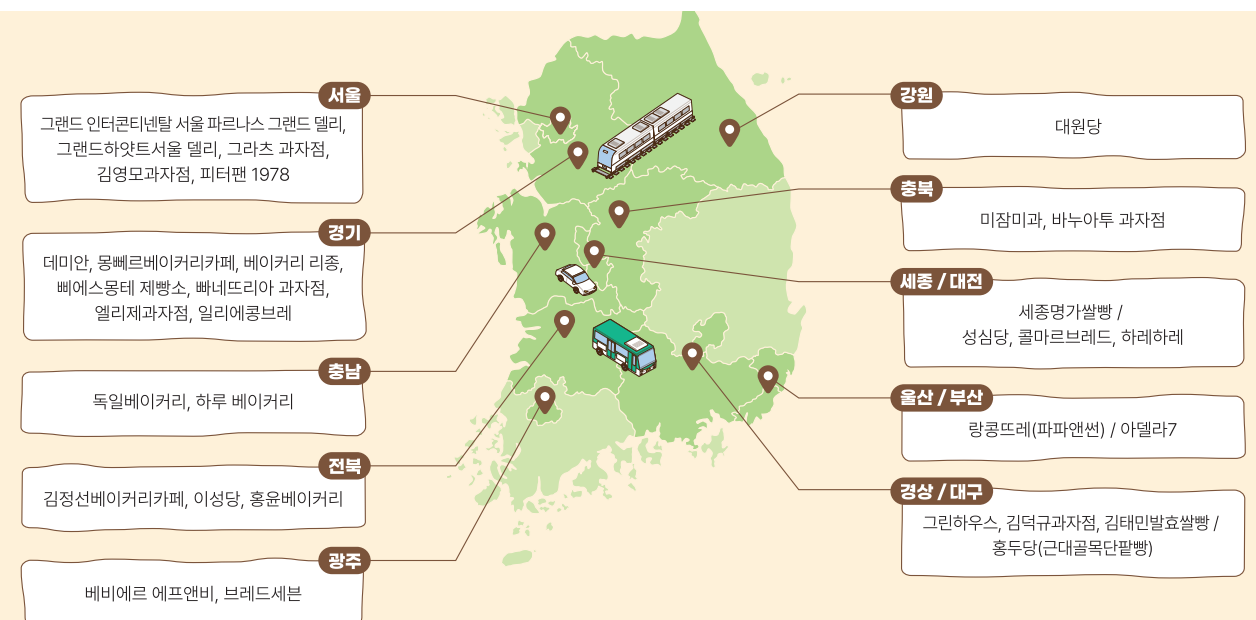 서울
그랜드 인터콘티넨탈 서울 파르나스 그랜드 델리,
그랜드하얏트서울 델리, 그라츠 과자점,
김영모과자점, 피터팬 1978
경기
데미안, 몽뻬르베이커리카페, 베이커리 리종,
삐에스몽테 제빵소, 빠네뜨리아 과자점,
엘리제과자점, 일리에콩브레
충남
독일베이커리, 하루 베이커리
전북
김정선베이커리카페, 이성당, 홍윤베이커리
광주
베비에르 에프앤비, 브레드세븐
강원
대원당
충북
미잠미과, 바누아투 과자점
세종 / 대전
세종명가쌀빵 /
성심당, 콜마르브레드, 하레하레
울산 / 부산
랑콩뜨레(파파앤썬) / 아델라7
경상 / 대구
그린하우스, 김덕규과자점, 김태민발효쌀빵 /
홍두당(근대골목단팥빵)